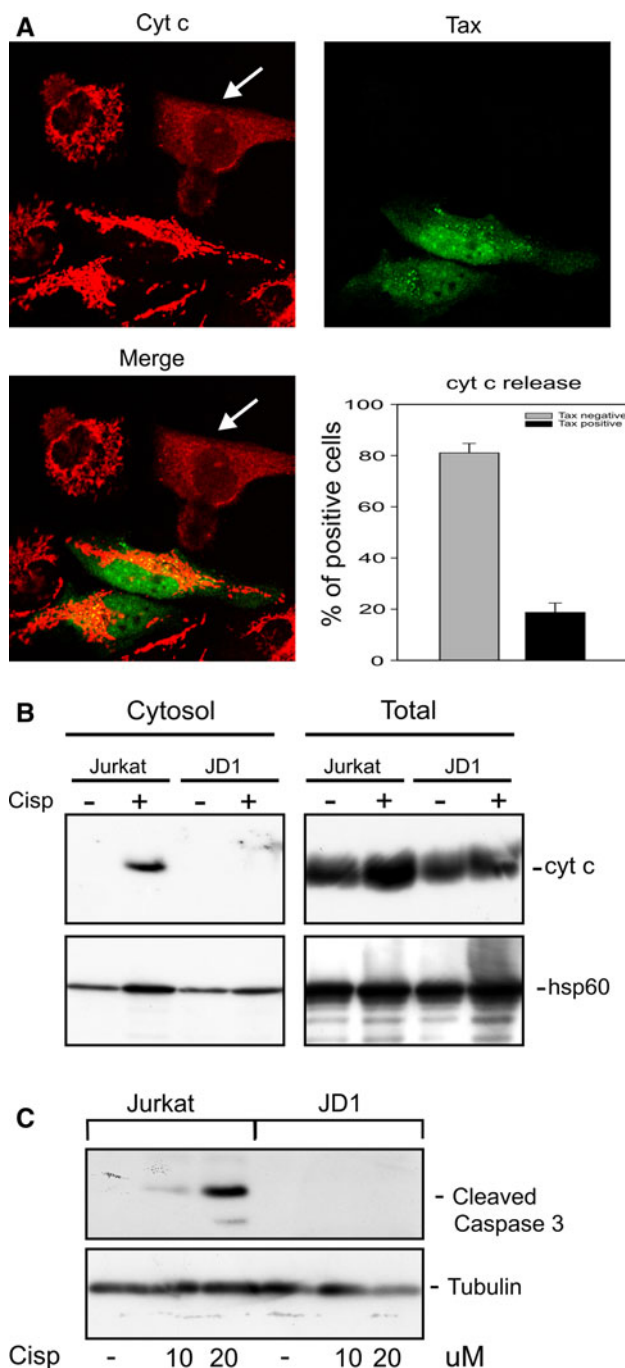 A
Cyt c
Tax
Merge
cyt c release
Tax negative
Tax positive
% of positive cells
100
80
60
40
20
0
B
Cytosol
Total
Jurkat
JD1
Jurkat
JD1
Cisp - + - + - + - +
-cyt c
-hsp60
C
Jurkat
JD1
- Cleaved
Caspase 3
- Tubulin
Cisp - 10 20 - 10 20 uM